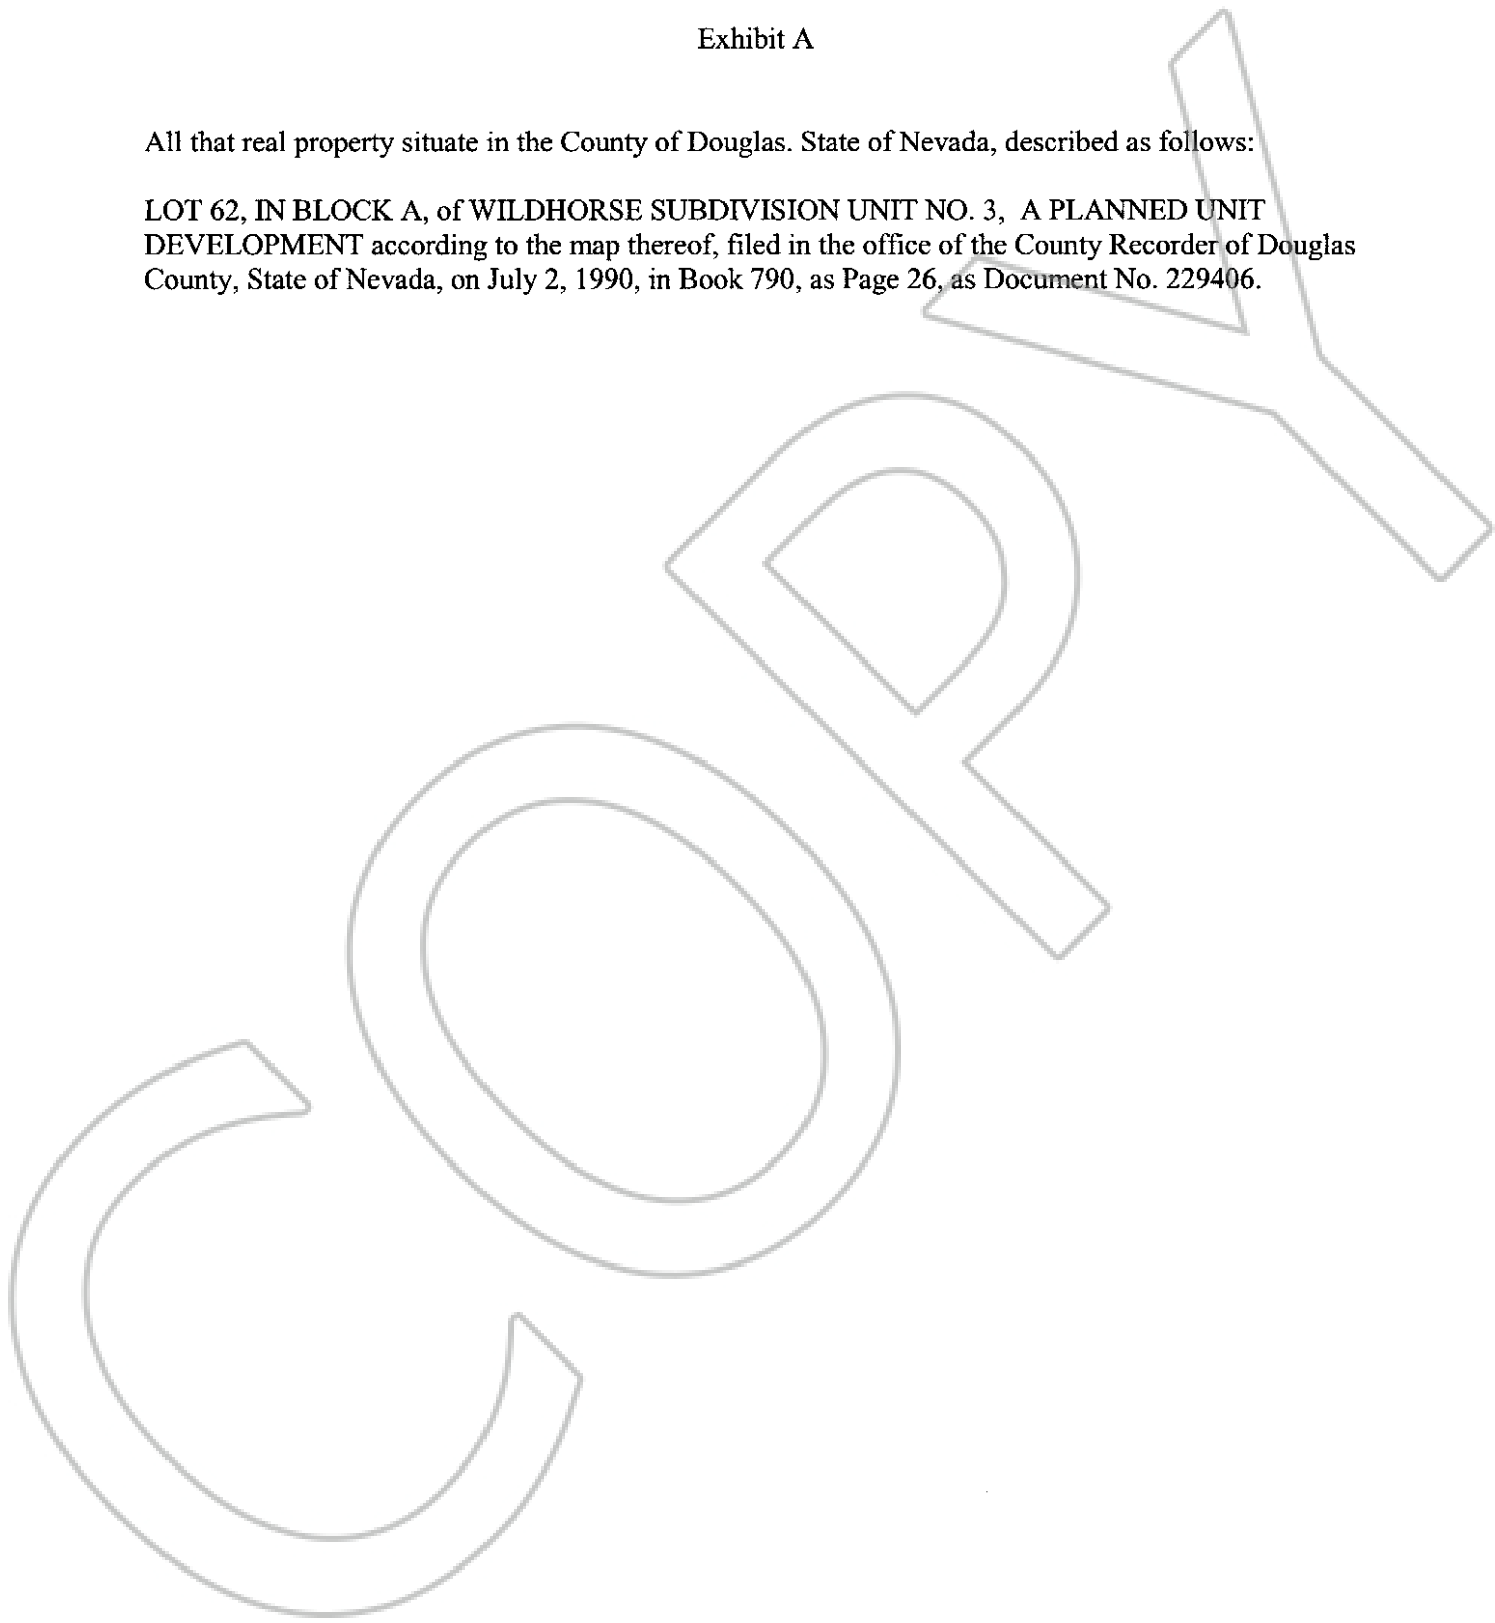 Exhibit A
All that real property situate in the County of Douglas. State of Nevada, described as follows:
LOT 62, IN BLOCK A, of WILDHORSE SUBDIVISION UNIT NO. 3, A PLANNED UNIT
DEVELOPMENT according to the map thereof, filed in the office of the County Recorder of Douglas
County, State of Nevada, on July 2, 1990, in Book 790, as Page 26, as Document No. 229406.
COPY